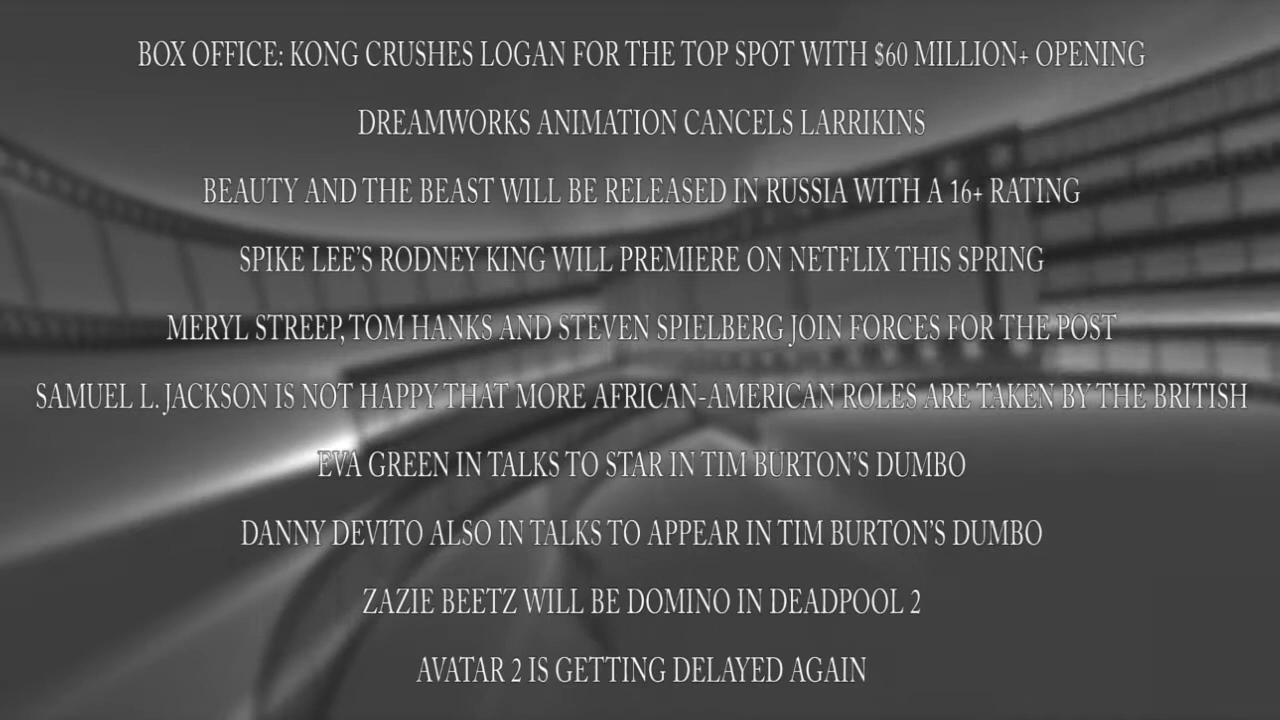 BOX OFFICE: KONG CRUSHES LOGAN FOR THE TOP SPOT WITH $60 MILLION+ OPENING
DREAMWORKS ANIMATION CANCELS LARRIKINS
BEAUTY AND THE BEAST WILL BE RELEASED IN RUSSIA WITH A 16+ RATING
SPIKE LEE'S RODNEY KING WILL PREMIERE ON NETFLIX THIS SPRING
MERYL STREEP, TOM HANKS AND STEVEN SPIELBERG JOIN FORCES FOR THE POST
SAMUEL L. JACKSON IS NOT HAPPY THAT MORE AFRICAN-AMERICAN ROLES ARE TAKEN BY THE BRITISH
EVA GREEN IN TALKS TO STAR IN TIM BURTON'S DUMBO
DANNY DEVITO ALSO IN TALKS TO APPEAR IN TIM BURTON'S DUMBO
ZAZIE BEETZ WILL BE DOMINO IN DEADPOOL 2
AVATAR 2 IS GETTING DELAYED AGAIN